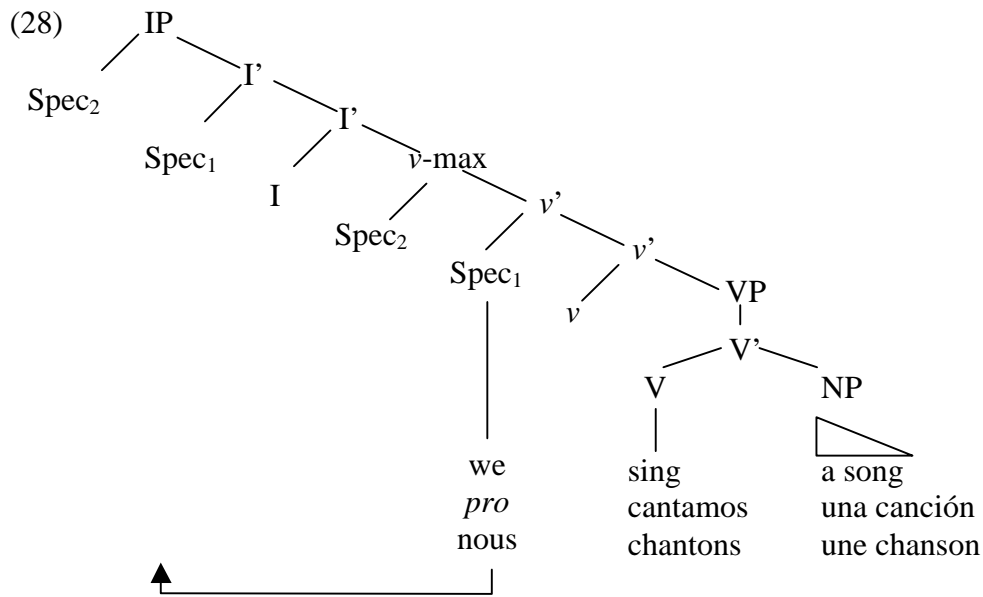 (28) IP
I’
Spec₂
I’
Spec₁ v-max
I
v’
Spec₂
v’
Spec₁
VP
v
V’
V NP
we sing a song
pro cantamos una canción
nous chantons une chanson